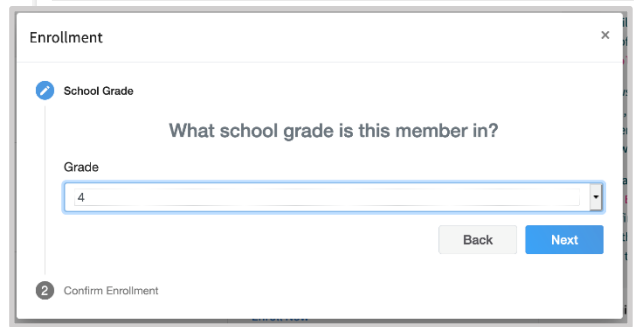 Enrollment
×
School Grade
What school grade is this member in?
Grade
4
Back
Next
2
Confirm Enrollment